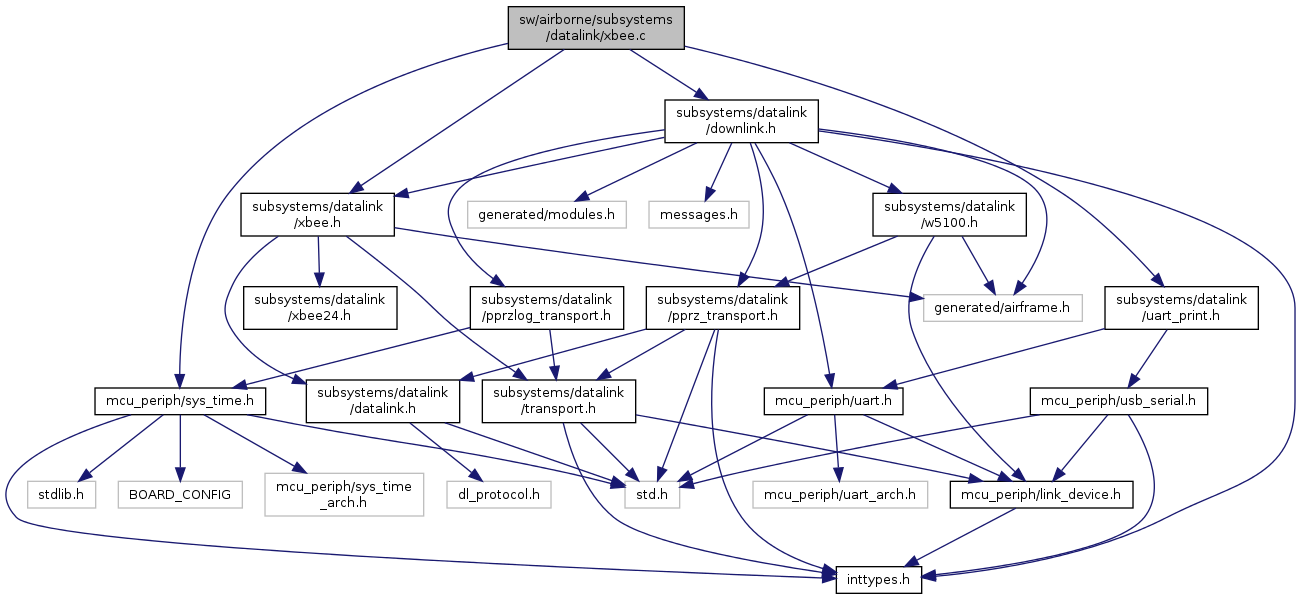 sw/airborne/subsystems
/datalink/xbee.c
subsystems/datalink
/downlink.h
subsystems/datalink
/xbee.h
generated/modules.h
messages.h
subsystems/datalink
/w5100.h
subsystems/datalink
/xbee24.h
subsystems/datalink
/pprzlog_transport.h
subsystems/datalink
/pprz_transport.h
generated/airframe.h
subsystems/datalink
/uart_print.h
mcu_periph/sys_time.h
subsystems/datalink
/datalink.h
subsystems/datalink
/transport.h
mcu_periph/uart.h
mcu_periph/usb_serial.h
stdlib.h
BOARD_CONFIG
mcu_periph/sys_time
_arch.h
dl_protocol.h
std.h
mcu_periph/uart_arch.h
mcu_periph/link_device.h
inttypes.h